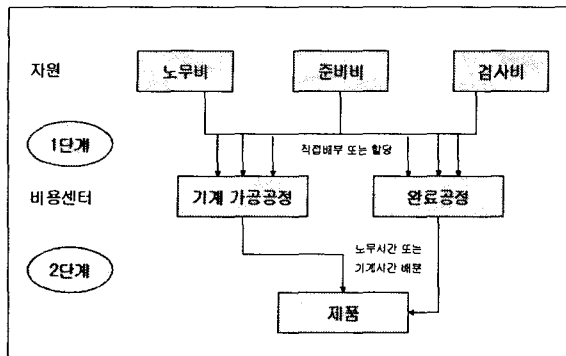 자원
노무비
준비비
검사비
1단계
직접배부 또는 할당
비용센터
기계 가공공정
완료공정
2단계
노무시간 또는
기계시간 배분
제품